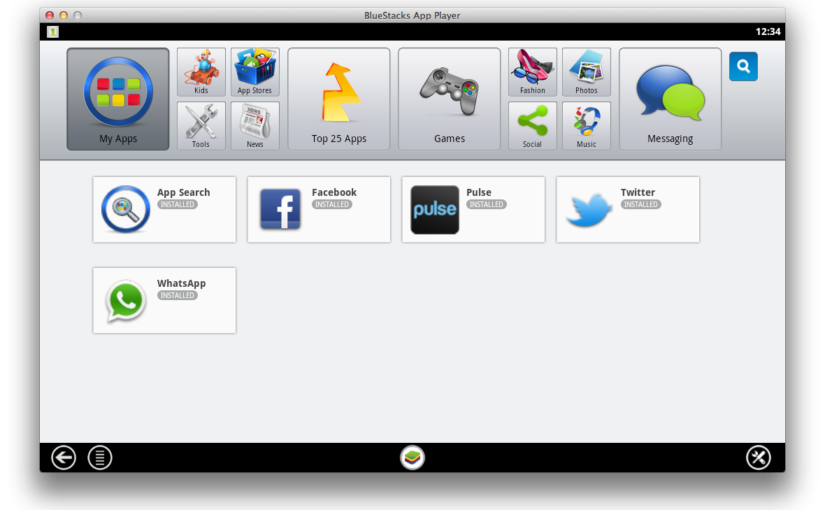 BlueStacks App Player
12:34
Kids
App Stores
Fashion
Photos
My Apps
Tools
News
Top 25 Apps
Games
Social
Music
Messaging
App Search
INSTALLED
Facebook
INSTALLED
Pulse
INSTALLED
pulse
Twitter
INSTALLED
WhatsApp
INSTALLED